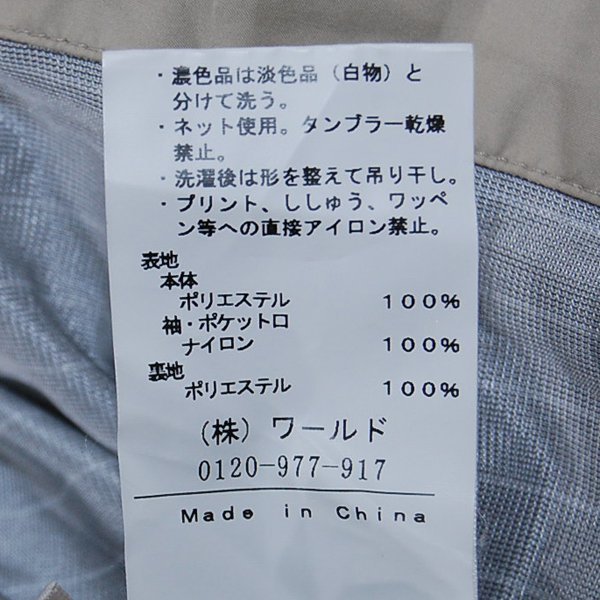 ・濃色品は淡色品（白物）と
分けて洗う。
・ネット使用。タンブラー乾燥
禁止。
・洗濯後は形を整えて吊り干し。
・プリント、ししゅう、ワッペ
ン等への直接アイロン禁止。
表地
本体
ポリエステル 100%
袖・ポケット口
ナイロン 100%
裏地
ポリエステル 100%
（株）ワールド
0120-977-917
Made in China